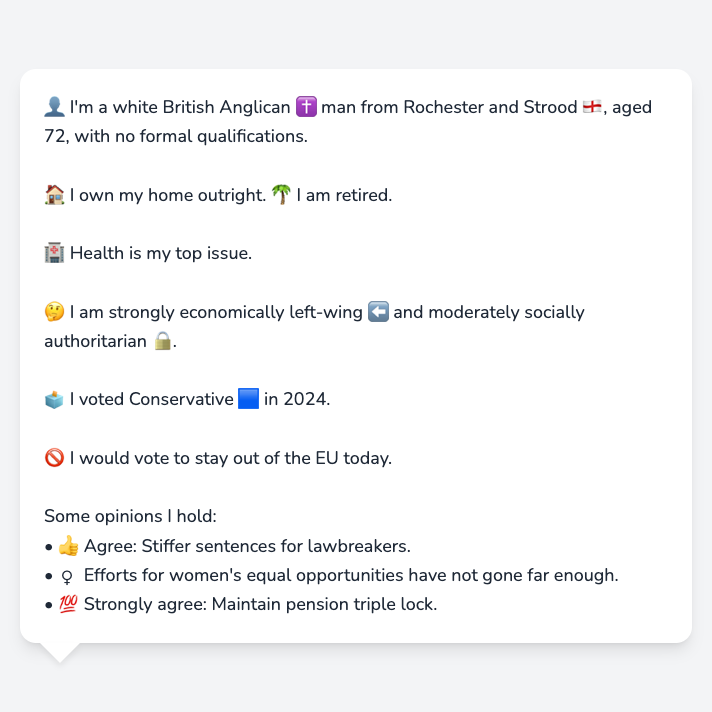 👤 I'm a white British Anglican ✝️ man from Rochester and Strood 🏴󠁧󠁢󠁥󠁮󠁧󠁿, aged
72, with no formal qualifications.
🏠 I own my home outright. 🌴 I am retired.
🏥 Health is my top issue.
🤔 I am strongly economically left-wing ⬅️ and moderately socially
authoritarian 🔒.
🗳️ I voted Conservative 🟦 in 2024.
🚫 I would vote to stay out of the EU today.
Some opinions I hold:
• 👍 Agree: Stiffer sentences for lawbreakers.
• ♀ Efforts for women's equal opportunities have not gone far enough.
• 💯 Strongly agree: Maintain pension triple lock.